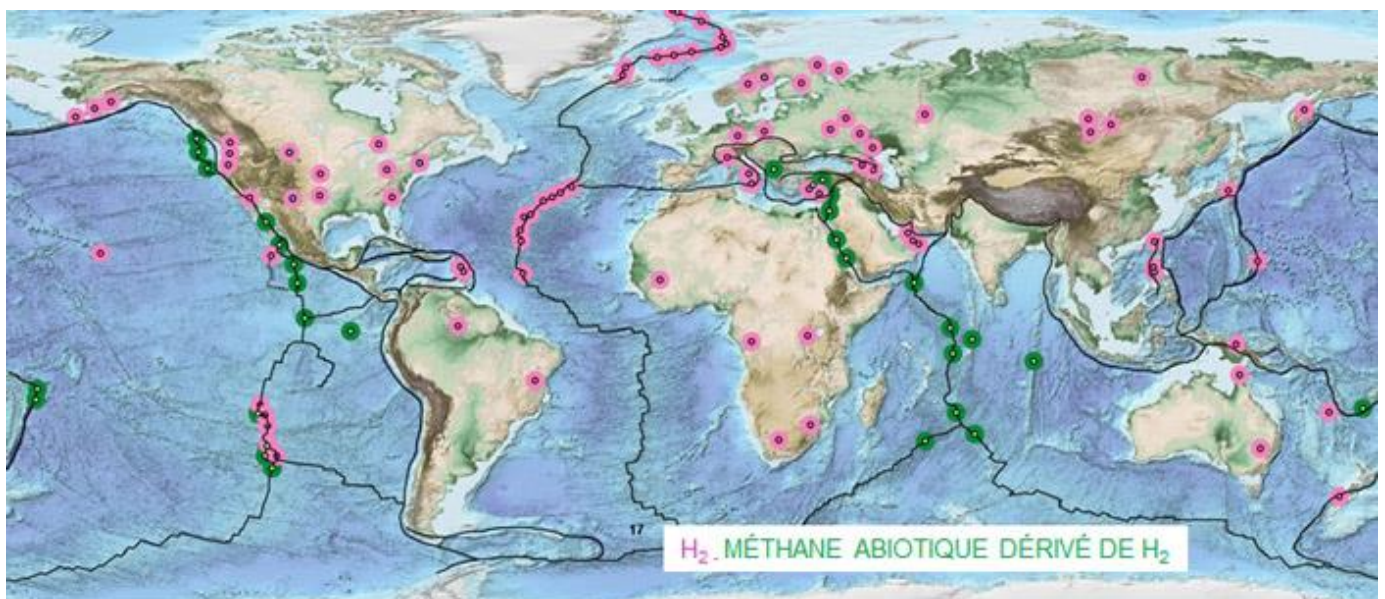 17
H₂ - MÉTHANE ABIOTIQUE DÉRIVÉ DE H₂